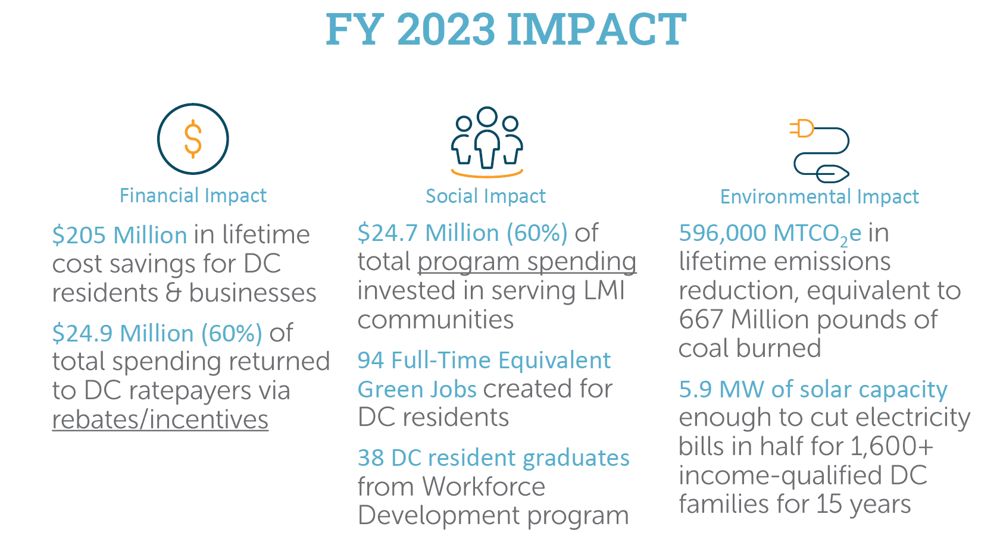 FY 2023 IMPACT
Financial Impact
$205 Million in lifetime
cost savings for DC
residents & businesses
$24.9 Million (60%) of
total spending returned
to DC ratepayers via
rebates/incentives
Social Impact
$24.7 Million (60%) of
total program spending
invested in serving LMI
communities
94 Full-Time Equivalent
Green Jobs created for
DC residents
38 DC resident graduates
from Workforce
Development program
Environmental Impact
596,000 MTCO₂e in
lifetime emissions
reduction, equivalent to
667 Million pounds of
coal burned
5.9 MW of solar capacity
enough to cut electricity
bills in half for 1,600+
income-qualified DC
families for 15 years